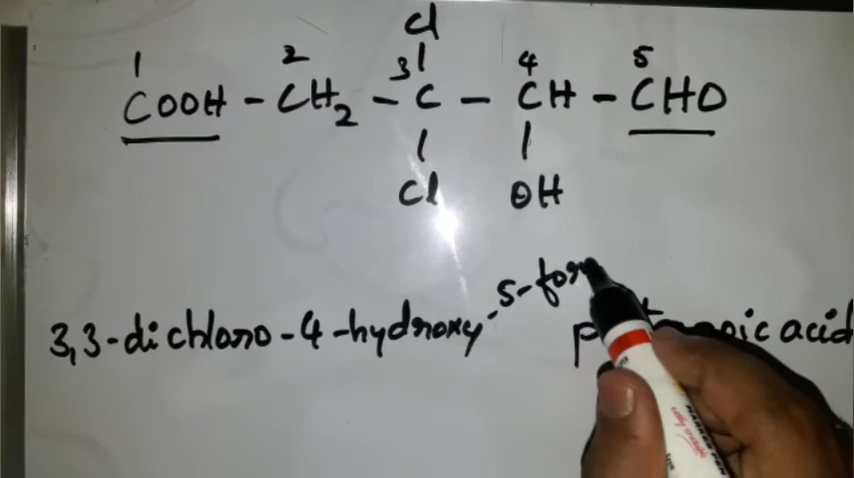 Cl
1 2 3 4 5
COOH - CH2 - C - CH - CHO
Cl OH
5-for
3,3-dichloro-4-hydroxy- acid